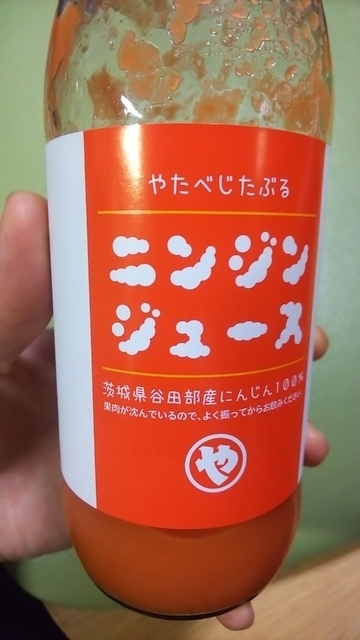 やたべじたぶる
ニンジン
ジュース
茨城県谷田部産にんじん100%
果肉が沈んでいるので、よく振ってからお飲みください。
や